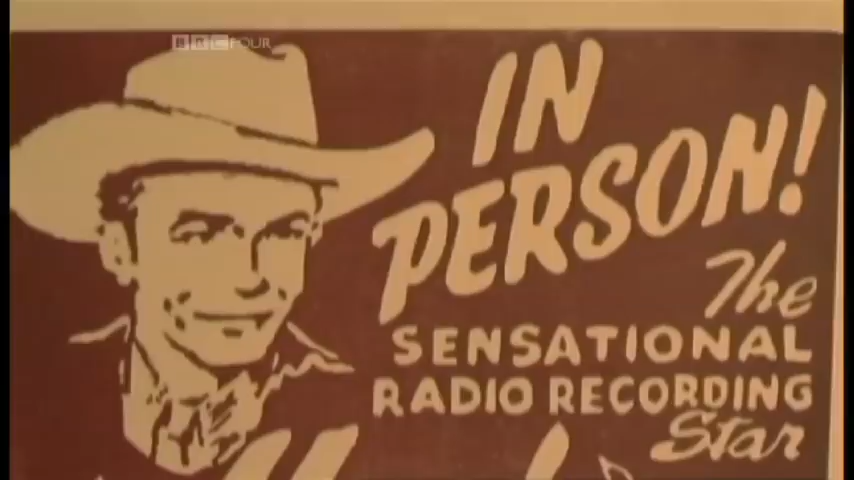 BBC FOUR
IN
PERSON!
The
SENSATIONAL
RADIO RECORDING
Star